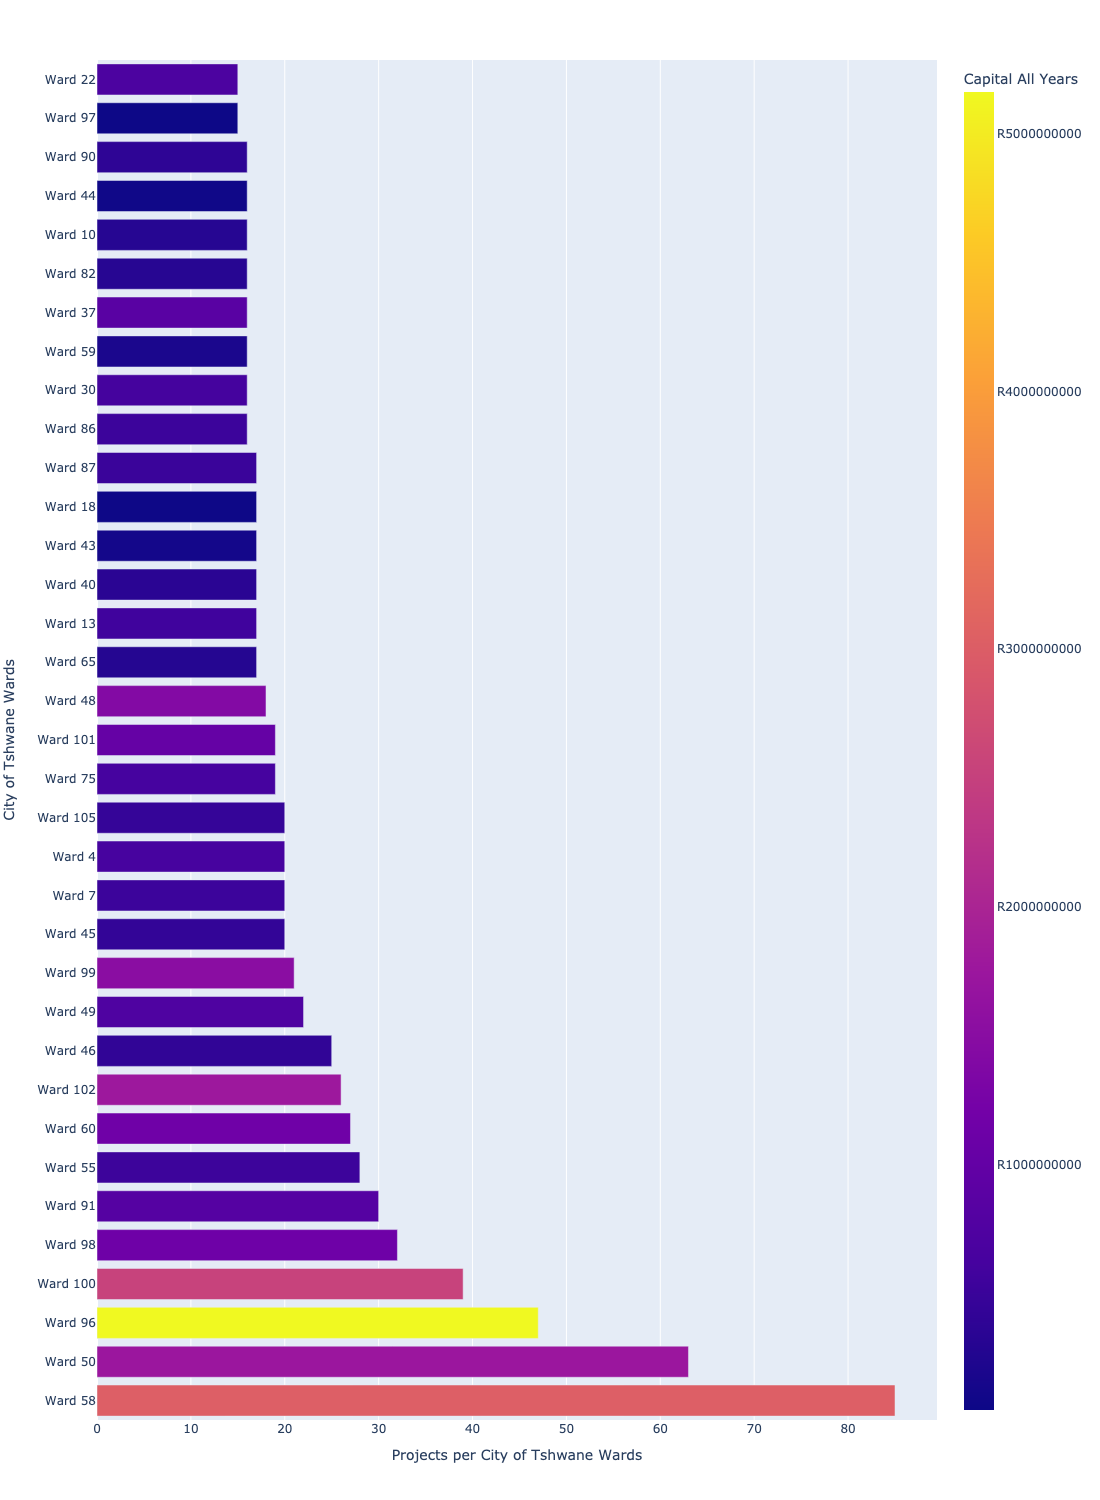 Capital All Years
Ward 22
Ward 97
Ward 90
Ward 44
Ward 10
Ward 82
Ward 37
Ward 59
Ward 30
Ward 86
Ward 87
Ward 18
Ward 43
Ward 40
Ward 13
Ward 65
Ward 48
Ward 101
Ward 75
Ward 105
Ward 4
Ward 7
Ward 45
Ward 99
Ward 49
Ward 46
Ward 102
Ward 60
Ward 55
Ward 91
Ward 98
Ward 100
Ward 96
Ward 50
Ward 58
City of Tshwane Wards
0 10 20 30 40 50 60 70 80
Projects per City of Tshwane Wards
R5000000000
R4000000000
R3000000000
R2000000000
R1000000000